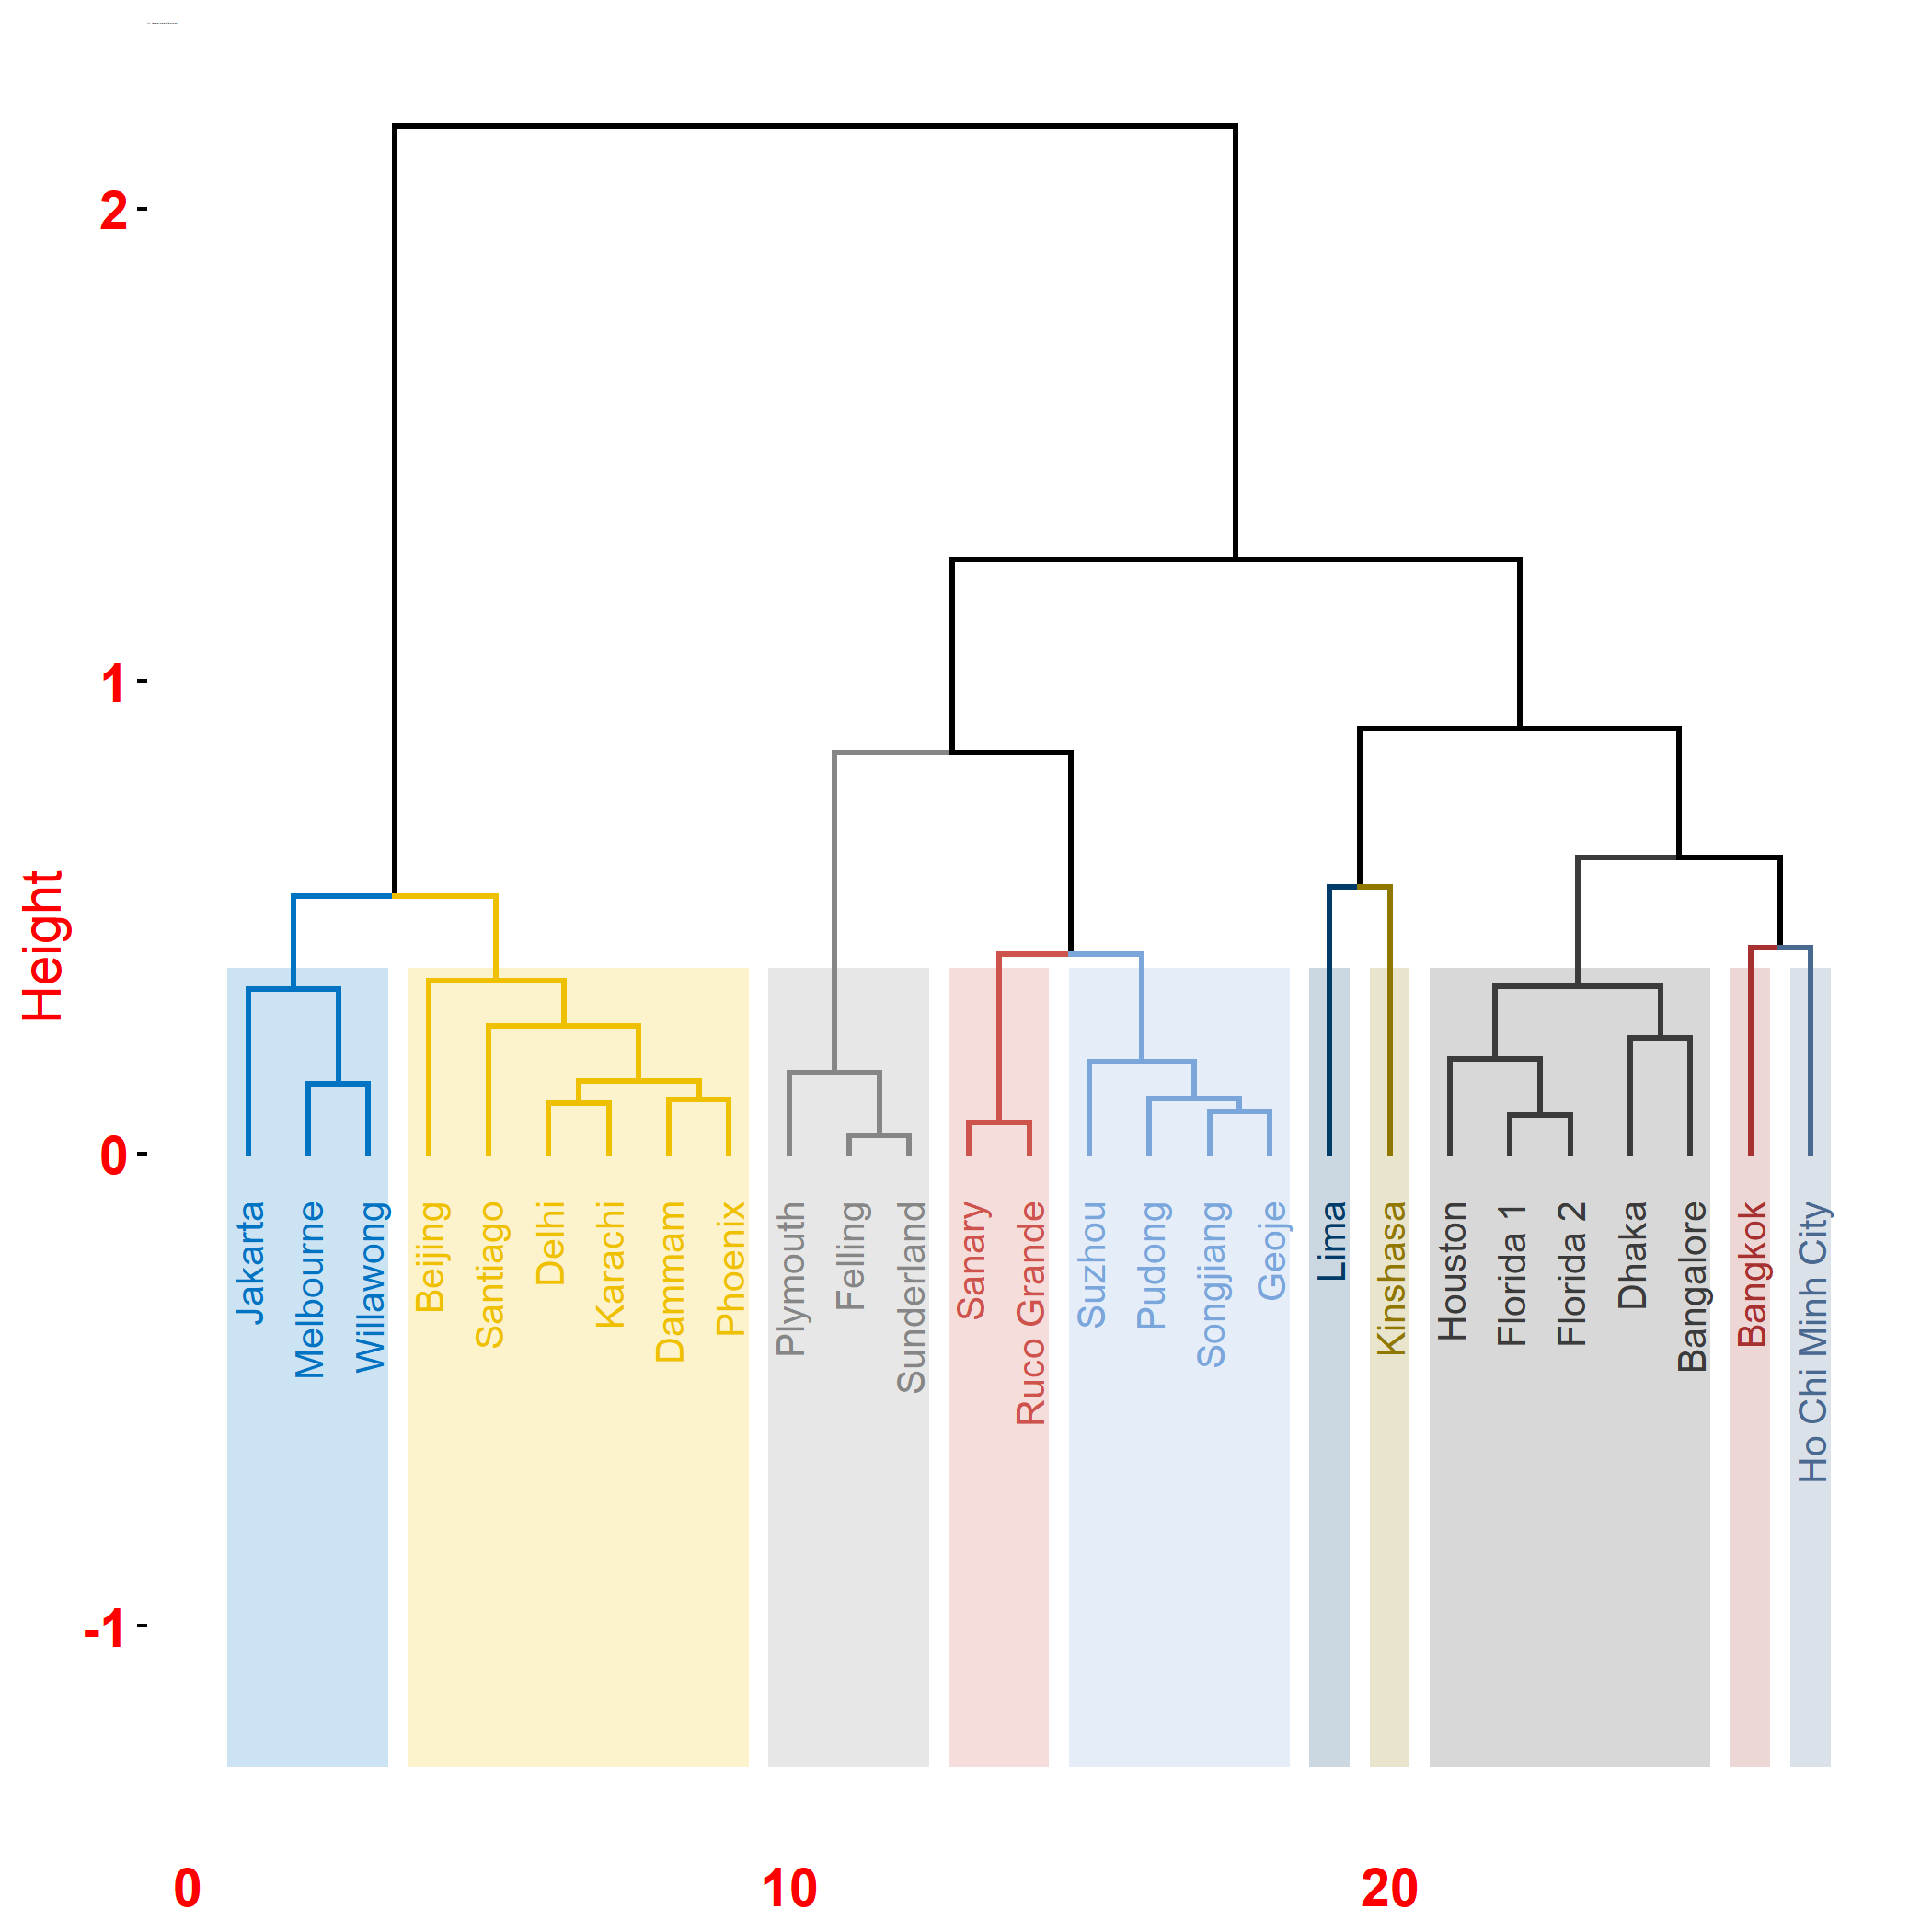 2
1
0
-1
Height
Jakarta
Melbourne
Willawong
Beijing
Santiago
Delhi
Karachi
Dammam
Phoenix
Plymouth
Felling
Sunderland
Sanary
Ruco Grande
Suzhou
Pudong
Songjiang
Geoje
Lima
Kinshasa
Houston
Florida 1
Florida 2
Dhaka
Bangalore
Bangkok
Ho Chi Minh City
0
10
20